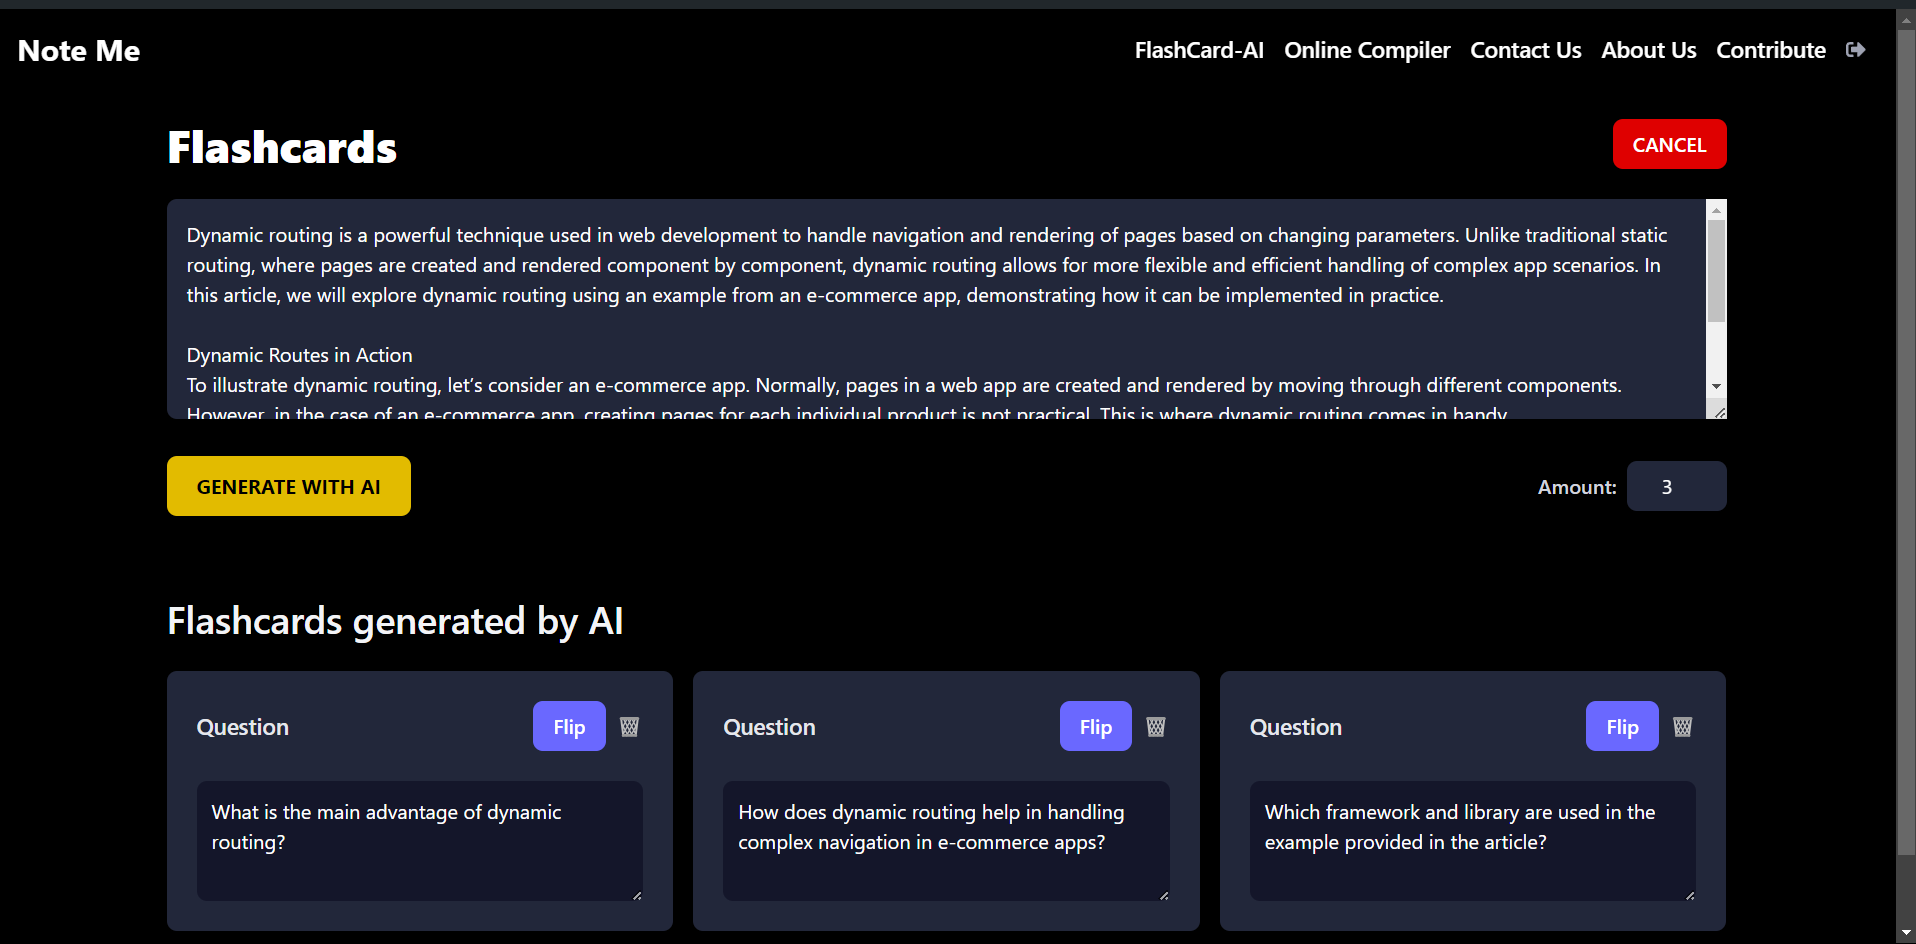 Note Me
FlashCard-AI Online Compiler Contact Us About Us Contribute
Flashcards
CANCEL
Dynamic routing is a powerful technique used in web development to handle navigation and rendering of pages based on changing parameters. Unlike traditional static
routing, where pages are created and rendered component by component, dynamic routing allows for more flexible and efficient handling of complex app scenarios. In
this article, we will explore dynamic routing using an example from an e-commerce app, demonstrating how it can be implemented in practice.
Dynamic Routes in Action
To illustrate dynamic routing, let’s consider an e-commerce app. Normally, pages in a web app are created and rendered by moving through different components.
However, in the case of an e-commerce app, creating pages for each individual product is not practical. This is where dynamic routing comes in handy.
GENERATE WITH AI
Amount: 3
Flashcards generated by AI
Question Flip
What is the main advantage of dynamic
routing?
Question Flip
How does dynamic routing help in handling
complex navigation in e-commerce apps?
Question Flip
Which framework and library are used in the
example provided in the article?